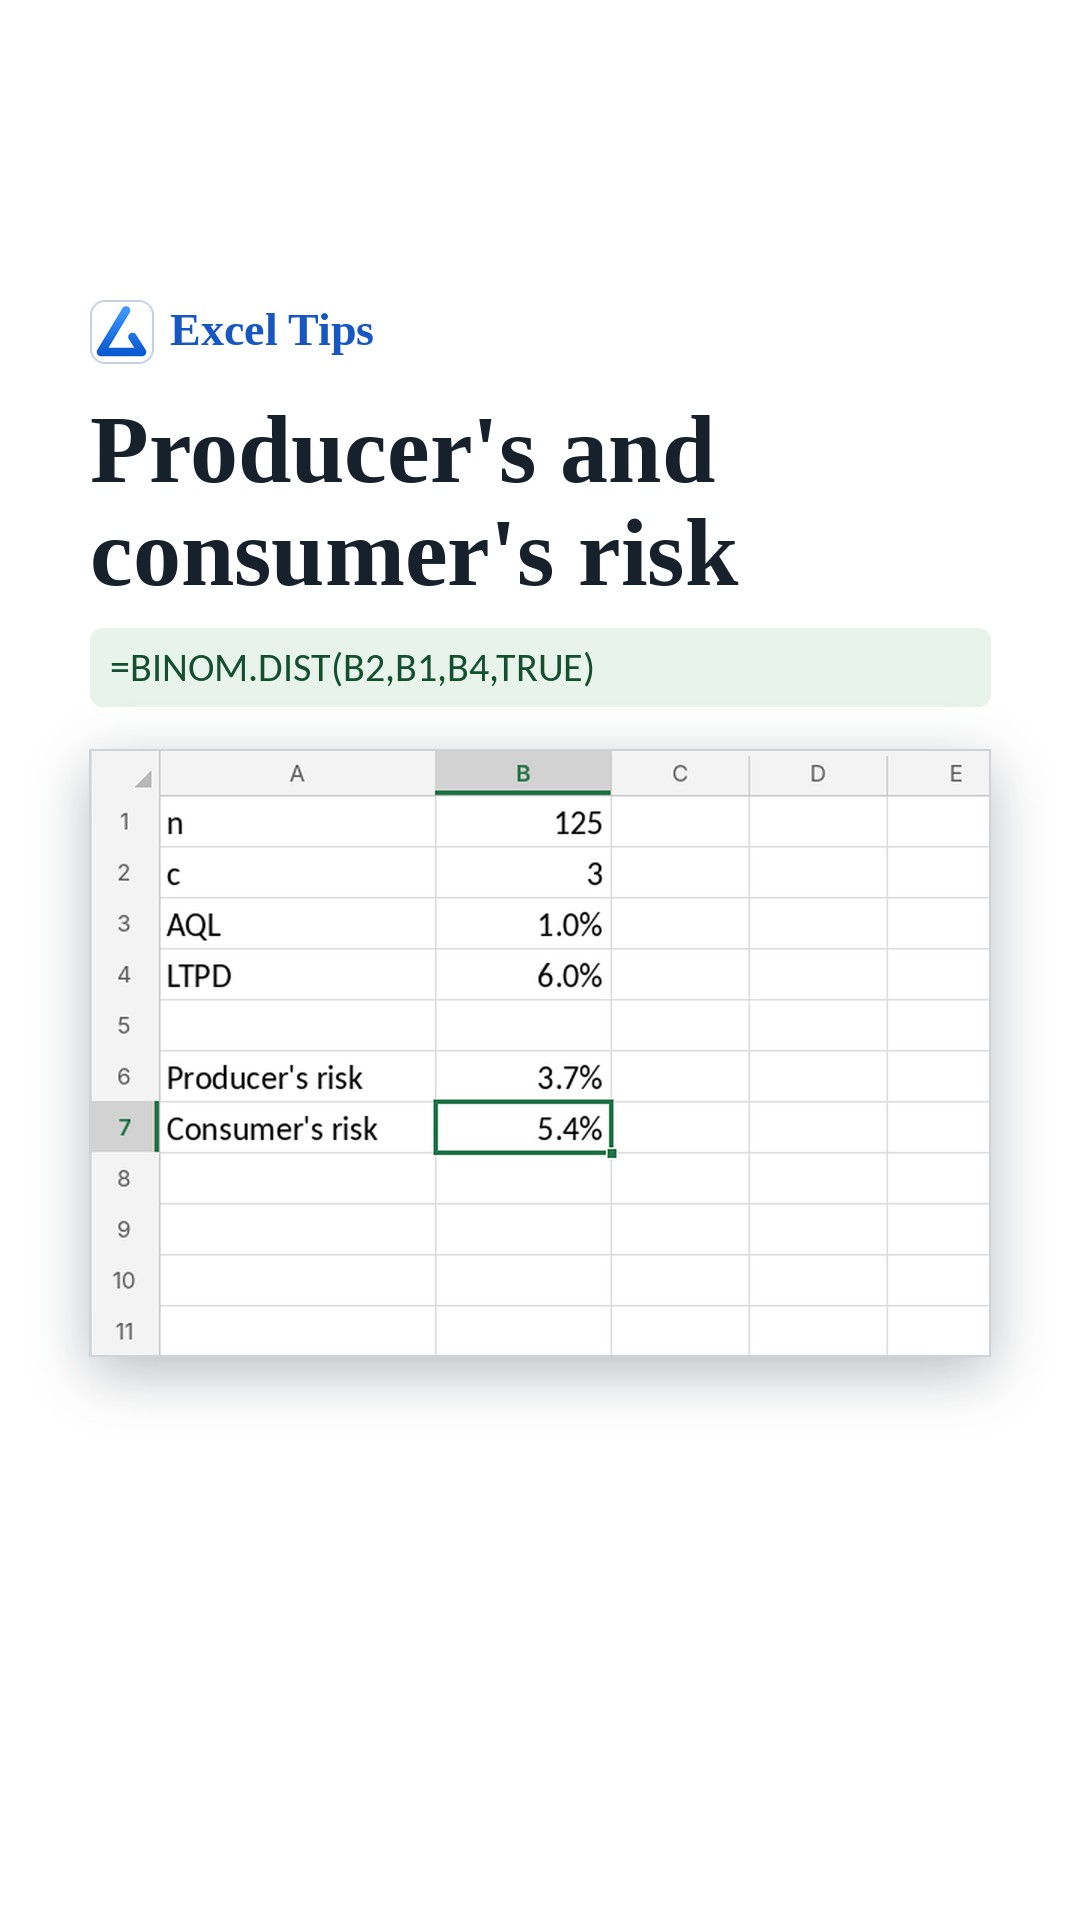 Excel Tips
Producer's and
consumer's risk
=BINOM.DIST(B2,B1,B4,TRUE)
A B C D E
1 n 125
2 c 3
3 AQL 1.0%
4 LTPD 6.0%
5
6 Producer's risk 3.7%
7 Consumer's risk 5.4%
8
9
10
11